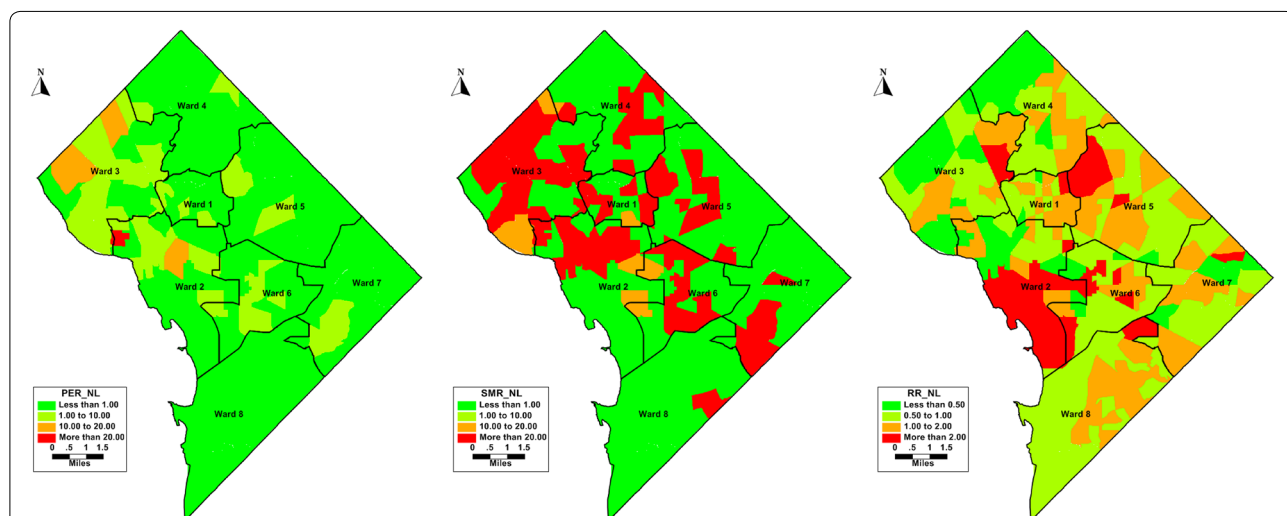 N
Ward 4
Ward 3
Ward 1
Ward 5
Ward 2
Ward 7
Ward 6
Ward 8
PER_NL
Less than 1.00
1.00 to 10.00
10.00 to 20.00
More than 20.00
0 .5 1 1.5
Miles
N
Ward 4
Ward 3
Ward 1
Ward 5
Ward 2
Ward 7
Ward 6
Ward 8
SMR_NL
Less than 1.00
1.00 to 10.00
10.00 to 20.00
More than 20.00
0 .5 1 1.5
Miles
N
Ward 4
Ward 3
Ward 1
Ward 5
Ward 2
Ward 7
Ward 6
Ward 8
RR_NL
Less than 0.50
0.50 to 1.00
1.00 to 2.00
More than 2.00
0 .5 1 1.5
Miles